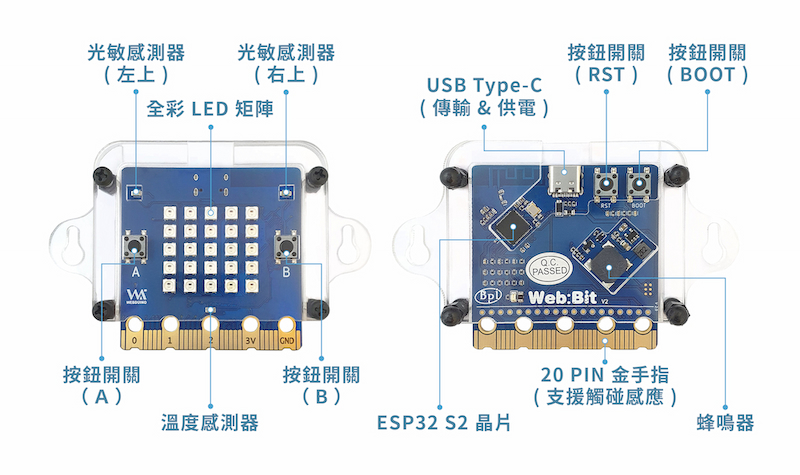 光敏感測器
( 左上 )
光敏感測器
( 右上 )
全彩 LED 矩陣
USB Type-C
( 傳輸 & 供電 )
按鈕開關
( RST )
按鈕開關
( BOOT )
A
B
WEBDUINO
0
1
2
3V
GND
RST
BOOT
Q.C.
PASSED
Bpi
Web:Bit
V2
按鈕開關
( A )
按鈕開關
( B )
溫度感測器
ESP32 S2 晶片
20 PIN 金手指
( 支援觸碰感應 )
蜂鳴器